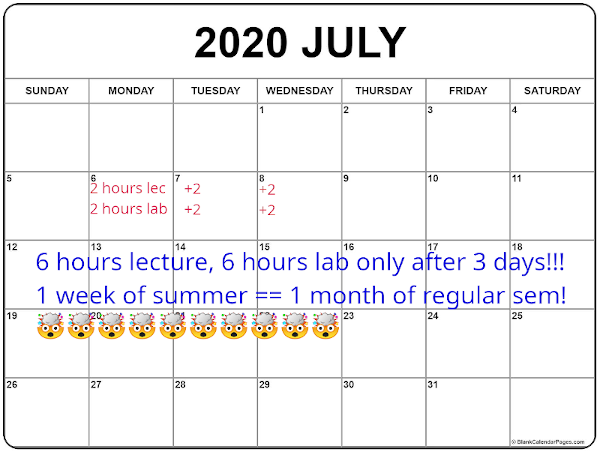 2020 JULY
SUNDAY MONDAY TUESDAY WEDNESDAY THURSDAY FRIDAY SATURDAY
1 2 3 4
5 6 7 8 9 10 11
2 hours lec +2 +2
2 hours lab +2 +2
12 13 14 15 16 17 18
6 hours lecture, 6 hours lab only after 3 days!!!
1 week of summer == 1 month of regular sem!
19 20 21 22 23 24 25
26 27 28 29 30 31
© BlankCalendarPages.com